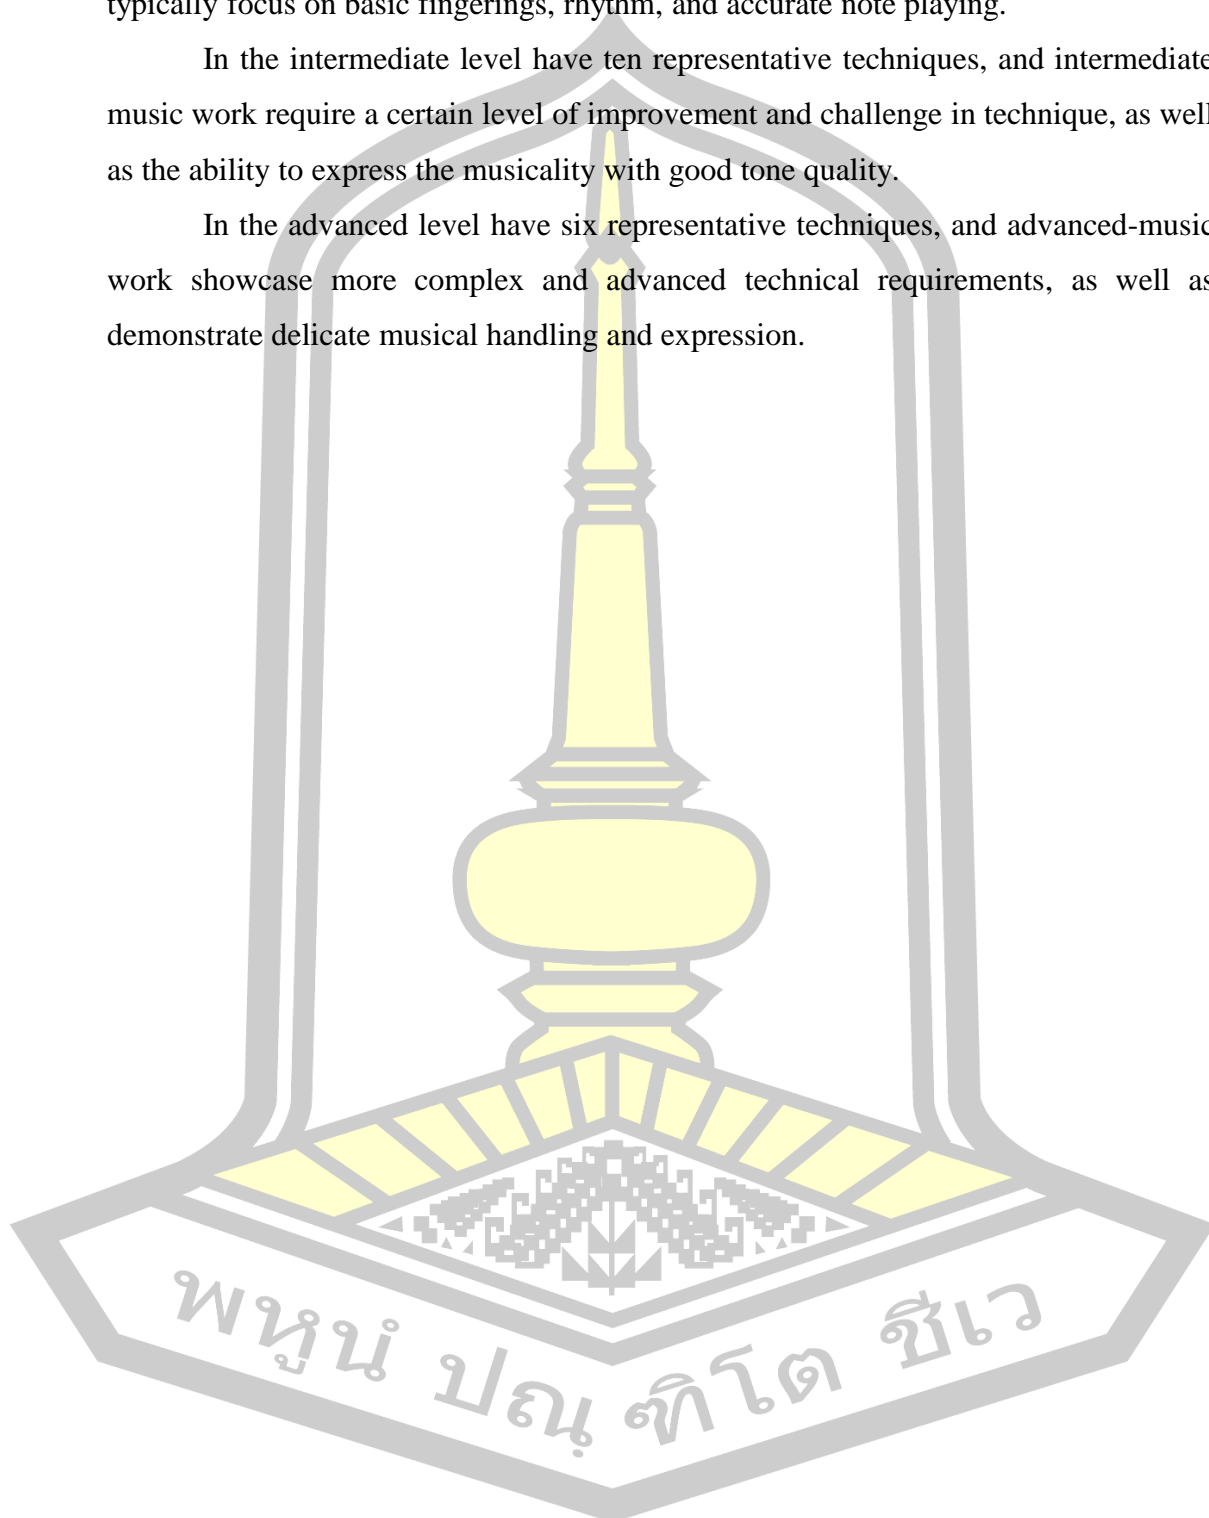 typically focus on basic fingerings, rhythm, and accurate note playing.
In the intermediate level have ten representative techniques, and intermediate
music work require a certain level of improvement and challenge in technique, as well
as the ability to express the musicality with good tone quality.
In the advanced level have six representative techniques, and advanced-music
work showcase more complex and advanced technical requirements, as well as
demonstrate delicate musical handling and expression.
พหูนํ ปณฺฑิโต ชีเว